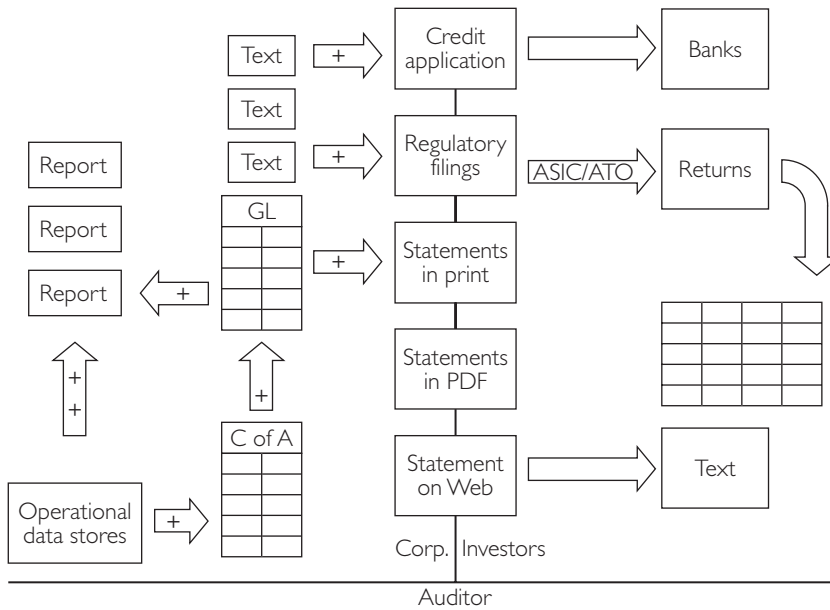 Text
+
Credit
application
Banks
Text
Report
Text
+
Regulatory
filings
ASIC/ATO
Returns
Report
GL
+
Statements
in print
Report
+
+
+
+
Statements
in PDF
C of A
Operational
data stores
+
Statement
on Web
Text
Corp.
Investors
Auditor